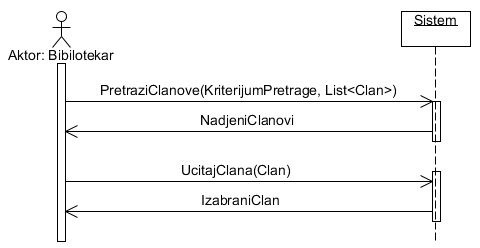 Sistem
Aktor: Bibilotekar
PretraziClanove(KriterijumPretrage, List<Clan>)
NadjeniClanovi
UcitajClana(Clan)
IzabraniClan